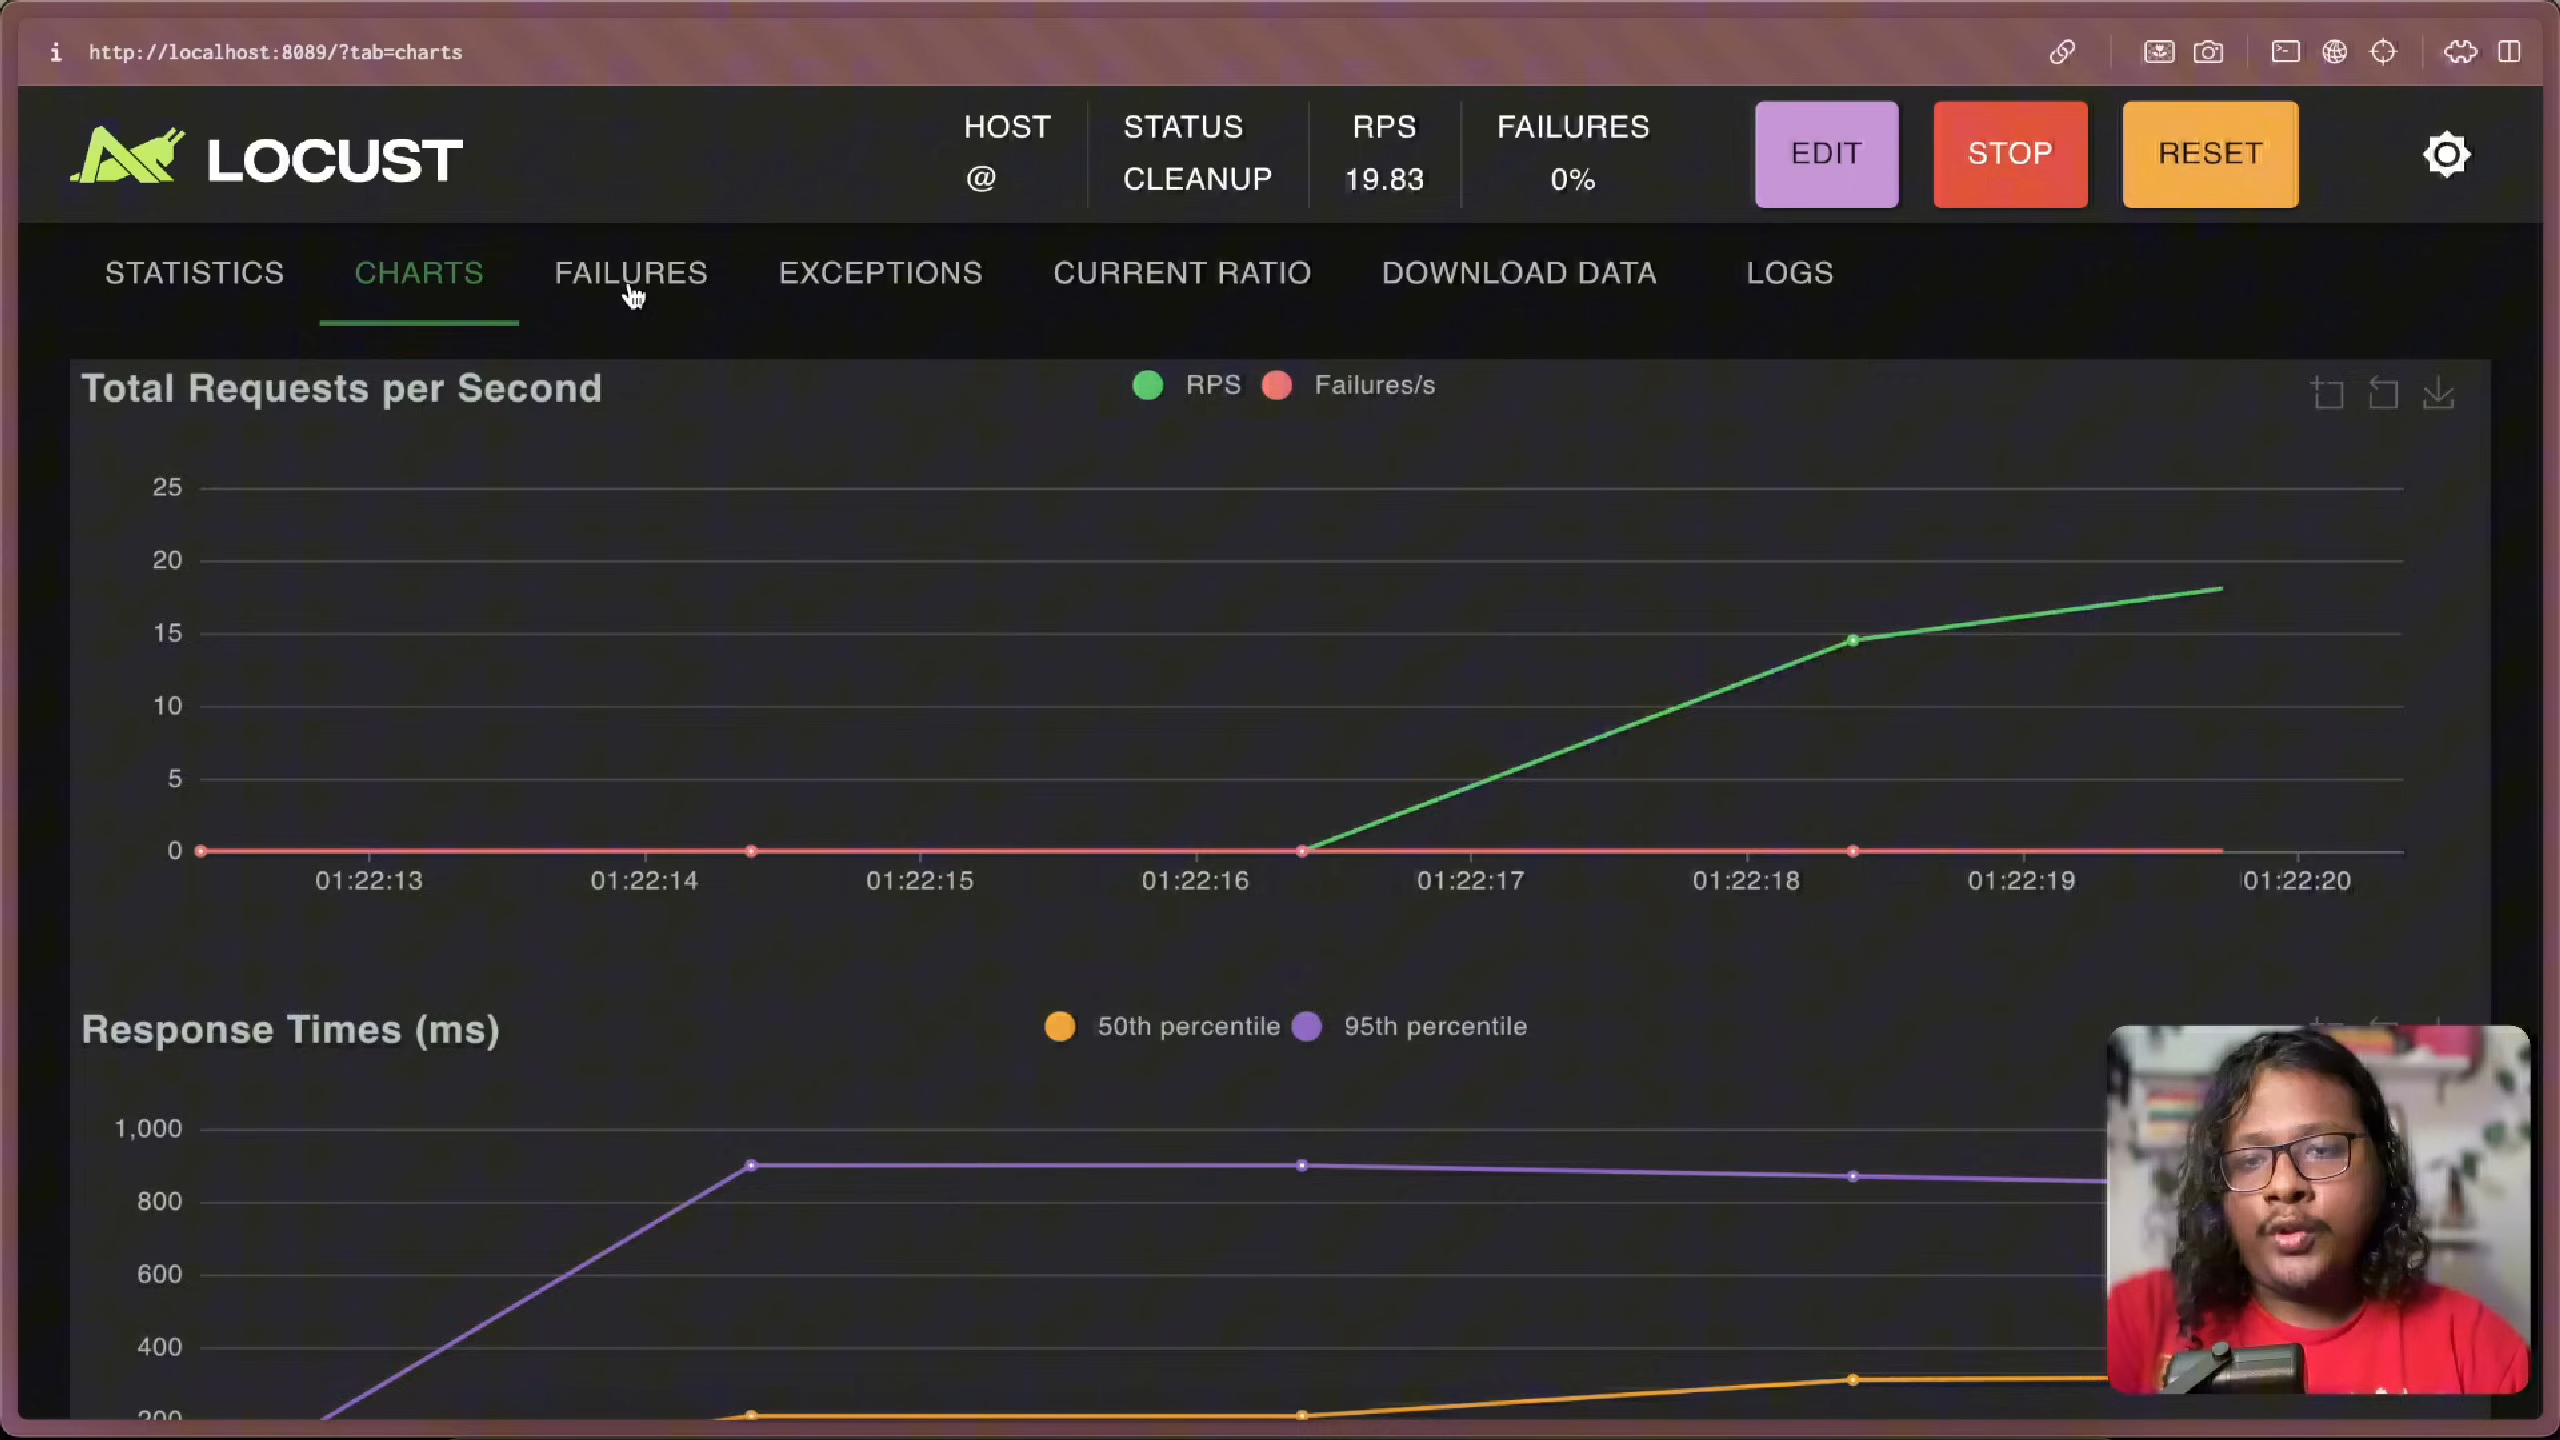 http://localhost:8089/?tab=charts
LOCUST
HOST
@
STATUS
CLEANUP
RPS
19.83
FAILURES
0%
EDIT
STOP
RESET
STATISTICS
CHARTS
FAILURES
EXCEPTIONS
CURRENT RATIO
DOWNLOAD DATA
LOGS
Total Requests per Second
RPS
Failures/s
25
20
15
10
5
0
01:22:13
01:22:14
01:22:15
01:22:16
01:22:17
01:22:18
01:22:19
01:22:20
Response Times (ms)
50th percentile
95th percentile
1,000
800
600
400
200